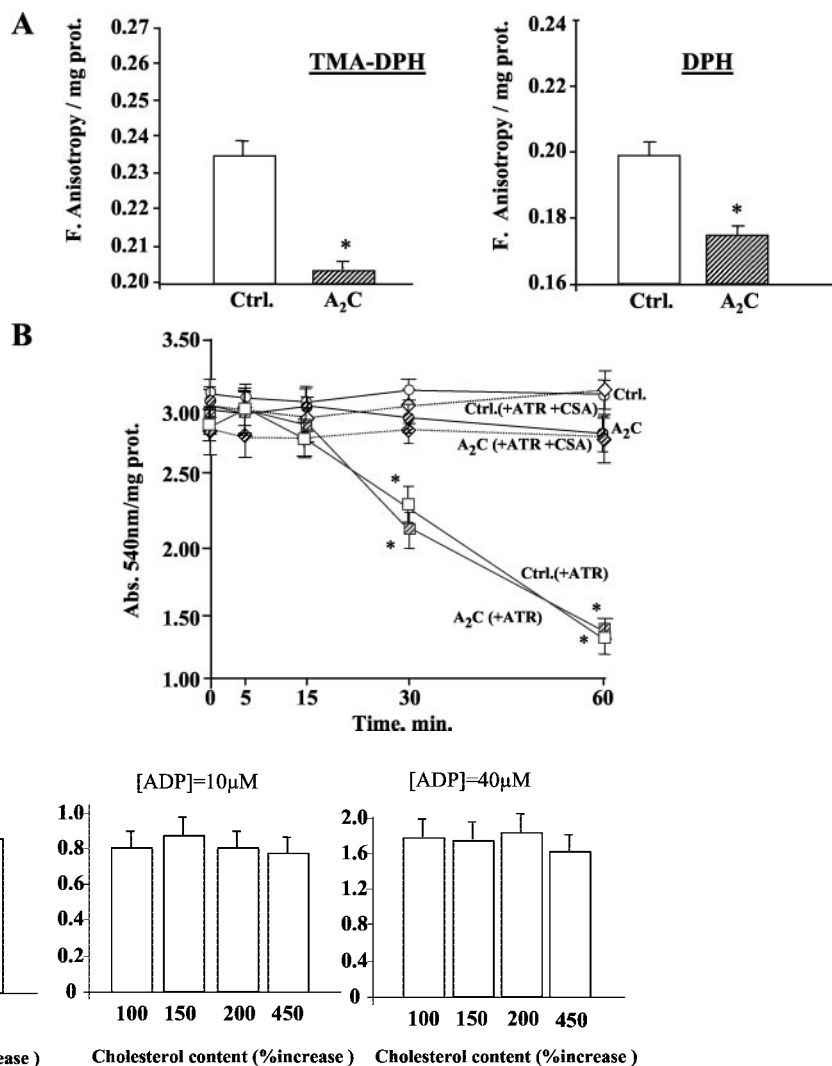 A
F. Anisotropy / mg prot.
0.27
0.26
0.25
0.24
0.23
0.22
0.21
0.20
TMA-DPH
*
Ctrl.
A₂C
F. Anisotropy / mg prot.
0.24
0.22
0.20
0.18
0.16
DPH
*
Ctrl.
A₂C
B
Abs. 540nm/mg prot.
3.50
3.00
2.50
2.00
1.50
1.00
Ctrl.
Ctrl.(+ATR +CSA)
A₂C
A₂C (+ATR +CSA)
*
*
Ctrl.(+ATR)
A₂C (+ATR)
*
*
0 5 15 30 60
Time, min.
[ADP]=10μM
1.0
0.8
0.6
0.4
0.2
0
100 150 200 450
Cholesterol content (%increase )
[ADP]=40μM
2.0
1.6
1.2
0.8
0.4
0
100 150 200 450
Cholesterol content (%increase )
ease )